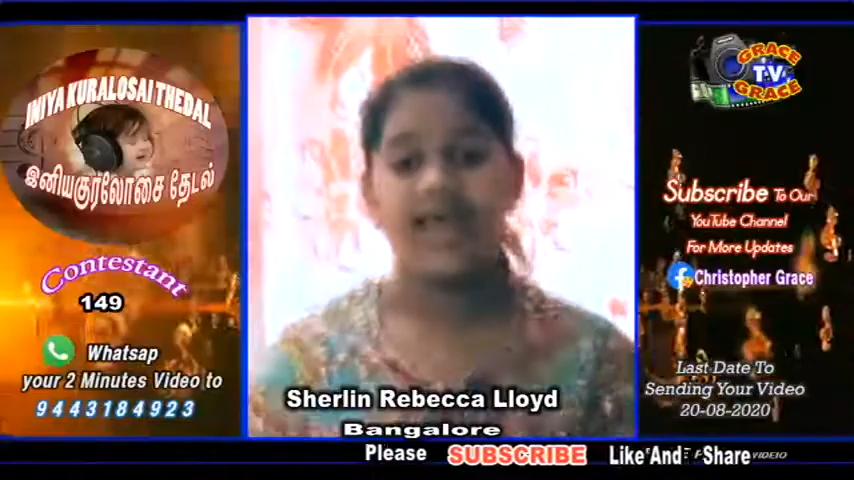 INIYA KURALOSAI THEDAL
இனியகுரலோசை தேடல்
Contestant
149
Whatsap
your 2 Minutes Video to
9443184923
Sherlin Rebecca Lloyd
Bangalore
GRACE
TV
GRACE
Subscribe To Our
YouTube Channel
For More Updates
Christopher Grace
Last Date To
Sending Your Video
20-08-2020
Please SUBSCRIBE Like And Share